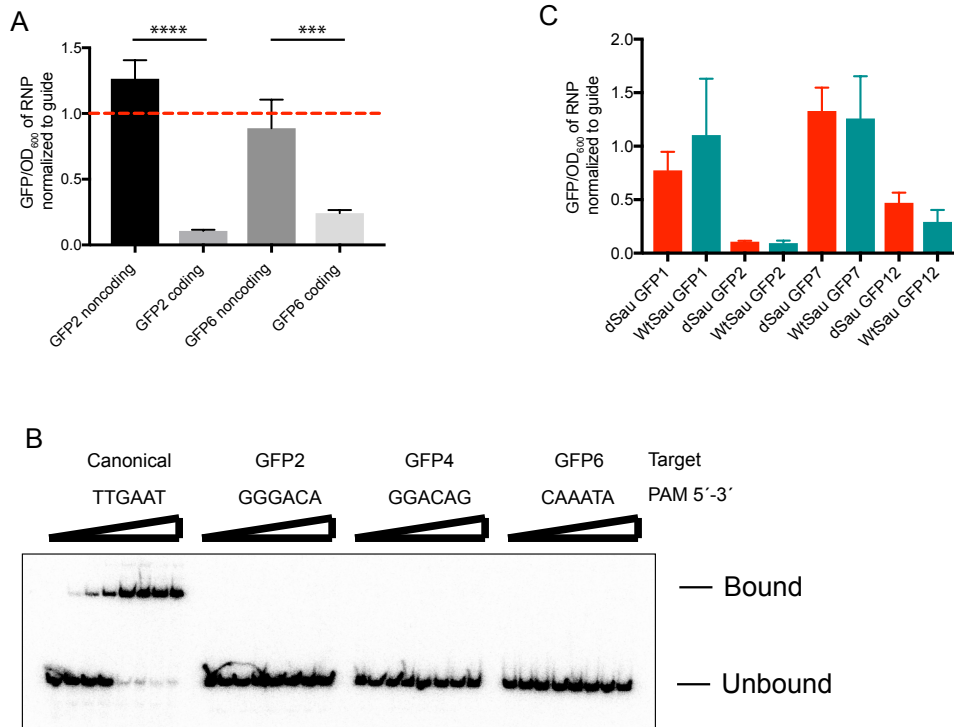 A
**** ***
GFP/OD600 of RNP
normalized to guide
1.5
1.0
0.5
0.0
GFP2 noncoding
GFP2 coding
GFP6 noncoding
GFP6 coding
C
GFP/OD600 of RNP
normalized to guide
2.0
1.5
1.0
0.5
0.0
dSau GFP1
WtSau GFP1
dSau GFP2
WtSau GFP2
dSau GFP7
WtSau GFP7
dSau GFP12
WtSau GFP12
B
Canonical GFP2 GFP4 GFP6 Target
TTGAAT GGGACA GGACAG CAAATA PAM 5´-3´
Bound
Unbound